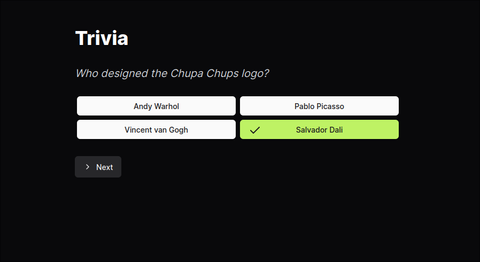 Trivia
Who designed the Chupa Chups logo?
Andy Warhol
Pablo Picasso
Vincent van Gogh
Salvador Dali
Next